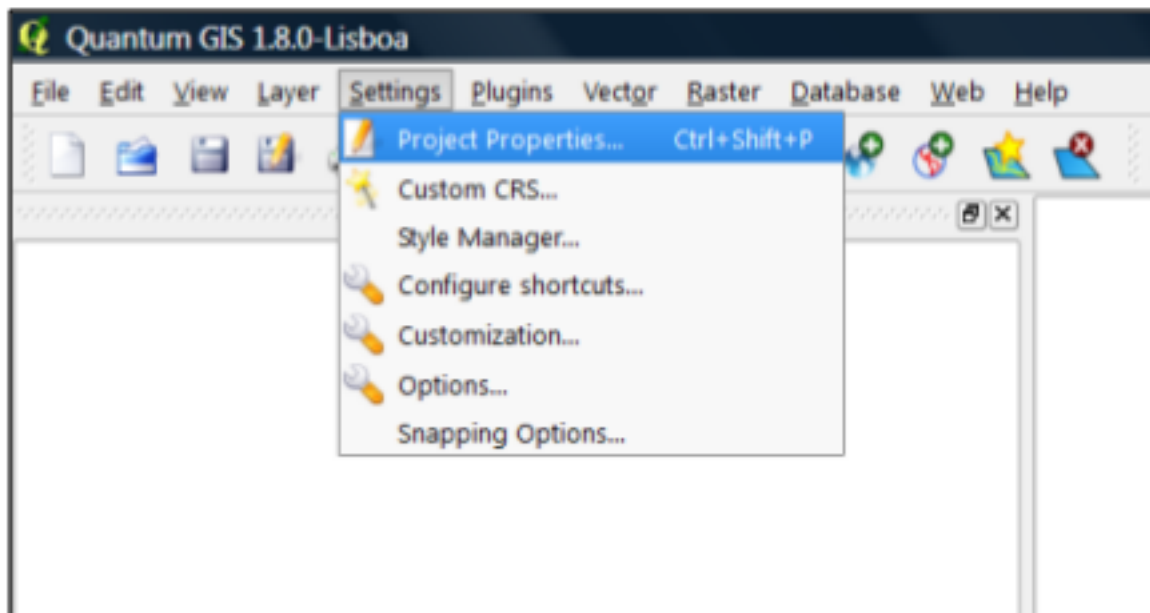 Quantum GIS 1.8.0-Lisboa
File Edit View Layer Settings Plugins Vector Raster Database Web Help
Project Properties... Ctrl+Shift+P
Custom CRS...
Style Manager...
Configure shortcuts...
Customization...
Options...
Snapping Options...